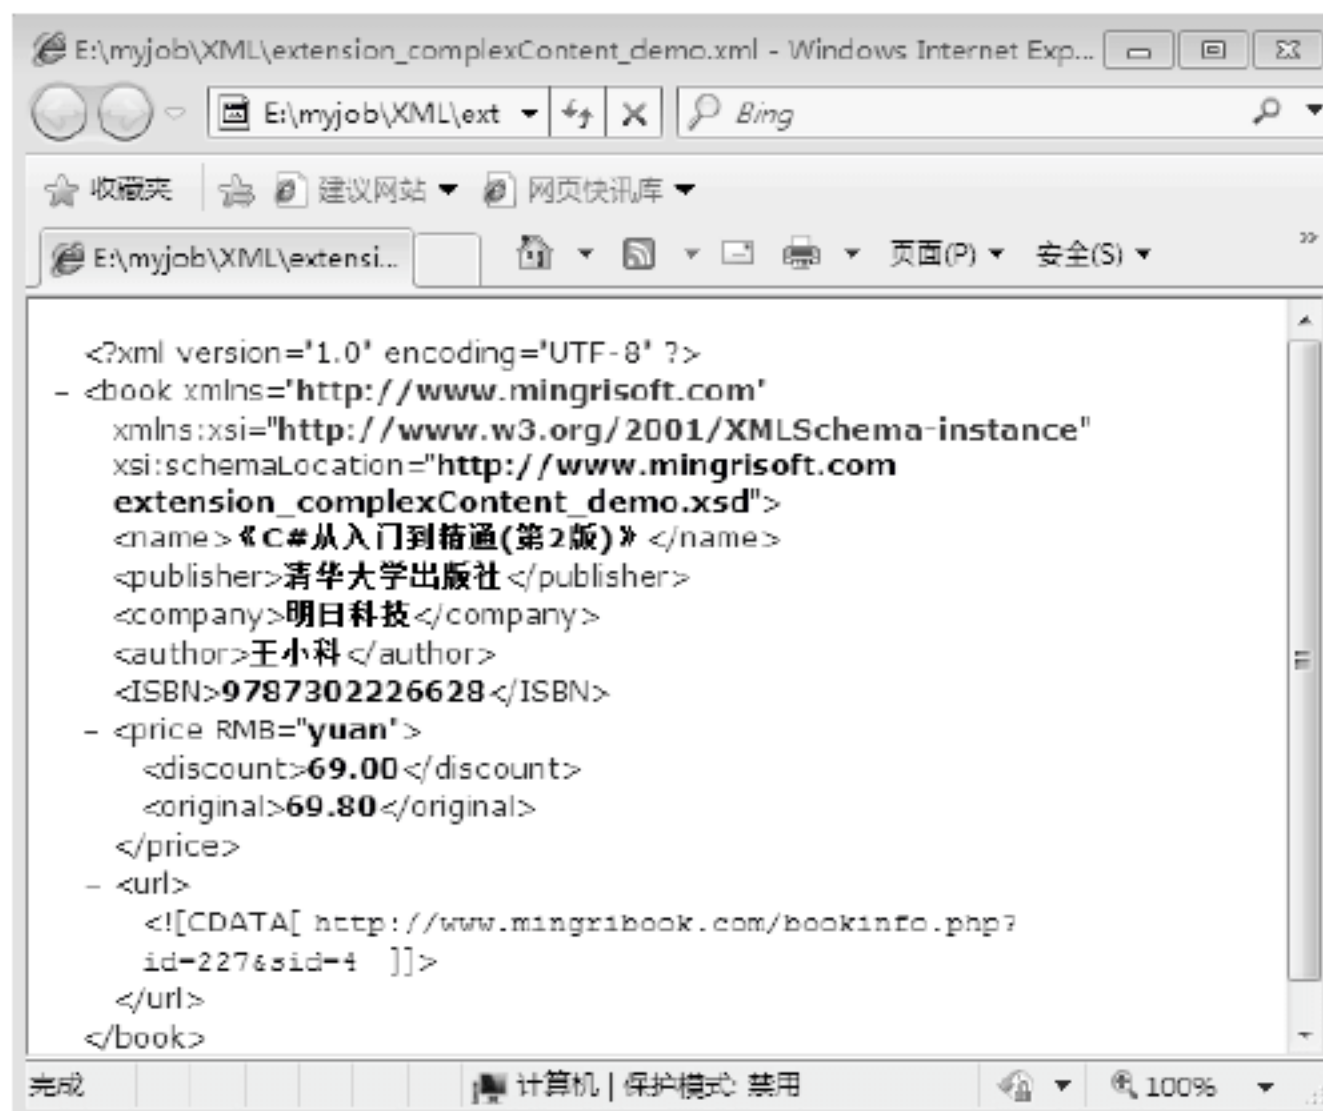 E:\myjob\XML\extension_complexContent_demo.xml - Windows Internet Exp...
E:\myjob\XML\ext
Bing
收藏夹 建议网站 网页快讯库
E:\myjob\XML\extensi... 页面(P) 安全(S) »
<?xml version="1.0" encoding="UTF-8" ?>
- <book xmlns="http://www.mingrisoft.com"
xmlns:xsi="http://www.w3.org/2001/XMLSchema-instance"
xsi:schemaLocation="http://www.mingrisoft.com
extension_complexContent_demo.xsd">
<name>《C#从入门到精通(第2版)》</name>
<publisher>清华大学出版社</publisher>
<company>明日科技</company>
<author>王小科</author>
<ISBN>9787302226628</ISBN>
- <price RMB="yuan">
<discount>69.00</discount>
<original>69.80</original>
</price>
- <url>
<![CDATA[ http://www.mingribook.com/bookinfo.php?
id=227&sid=4 ]]>
</url>
</book>
完成 计算机 | 保护模式: 禁用 100%